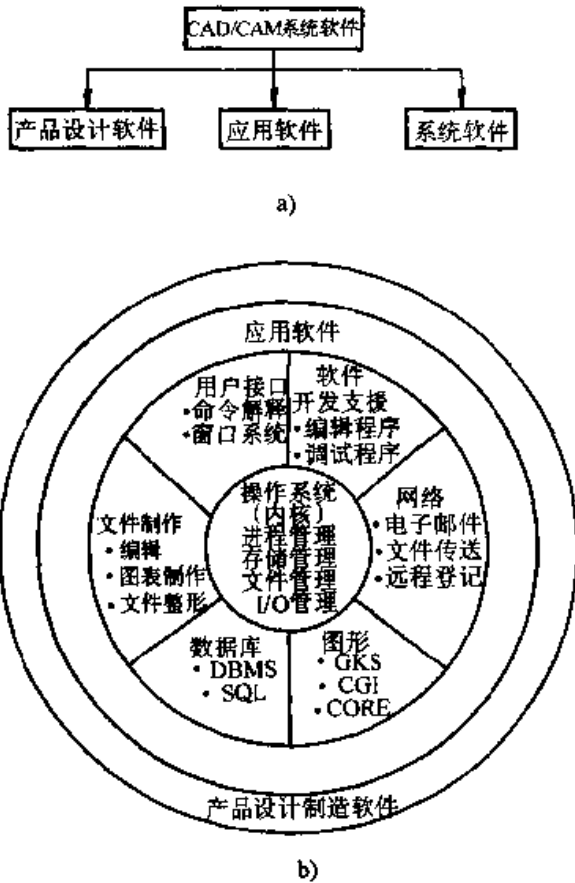 CAD/CAM系统软件
产品设计软件
应用软件
系统软件
a)
应用软件
用户接口
•命令解释
•窗口系统
软件
开发支援
•编辑程序
•调试程序
网络
•电子邮件
•文件传送
•远程登记
文件制作
•编辑
•图表制作
•文件整形
操作系统
(内核)
进程管理
存储管理
文件管理
I/O管理
数据库
•DBMS
•SQL
图形
•GKS
•CGI
•CORE
产品设计制造软件
b)